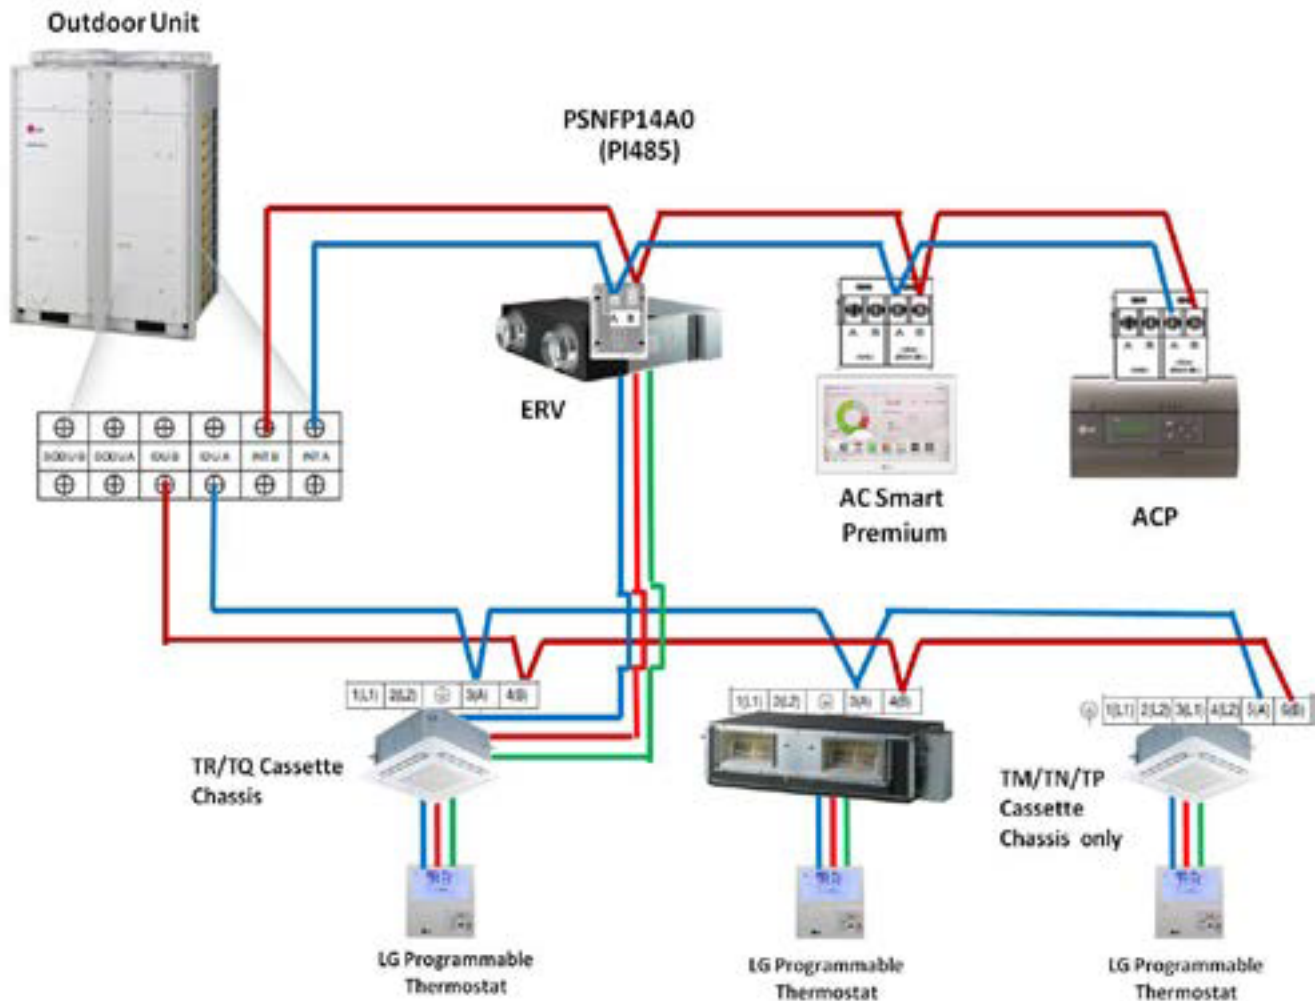 Outdoor Unit
PSNFP14A0
(PI485)
A B
ERV
SODU B SODU A IDU B IDU A INT B INT A
A B A B
A B A B
AC Smart
Premium
ACP
1(L1) 2(L2) 3(A) 4(B)
1(L1) 2(L2) 3(A) 4(B)
1(L1) 2(L2) 3(L1) 4(L2) 5(A) 6(B)
TR/TQ Cassette
Chassis
TM/TN/TP
Cassette
Chassis only
LG Programmable
Thermostat
LG Programmable
Thermostat
LG Programmable
Thermostat